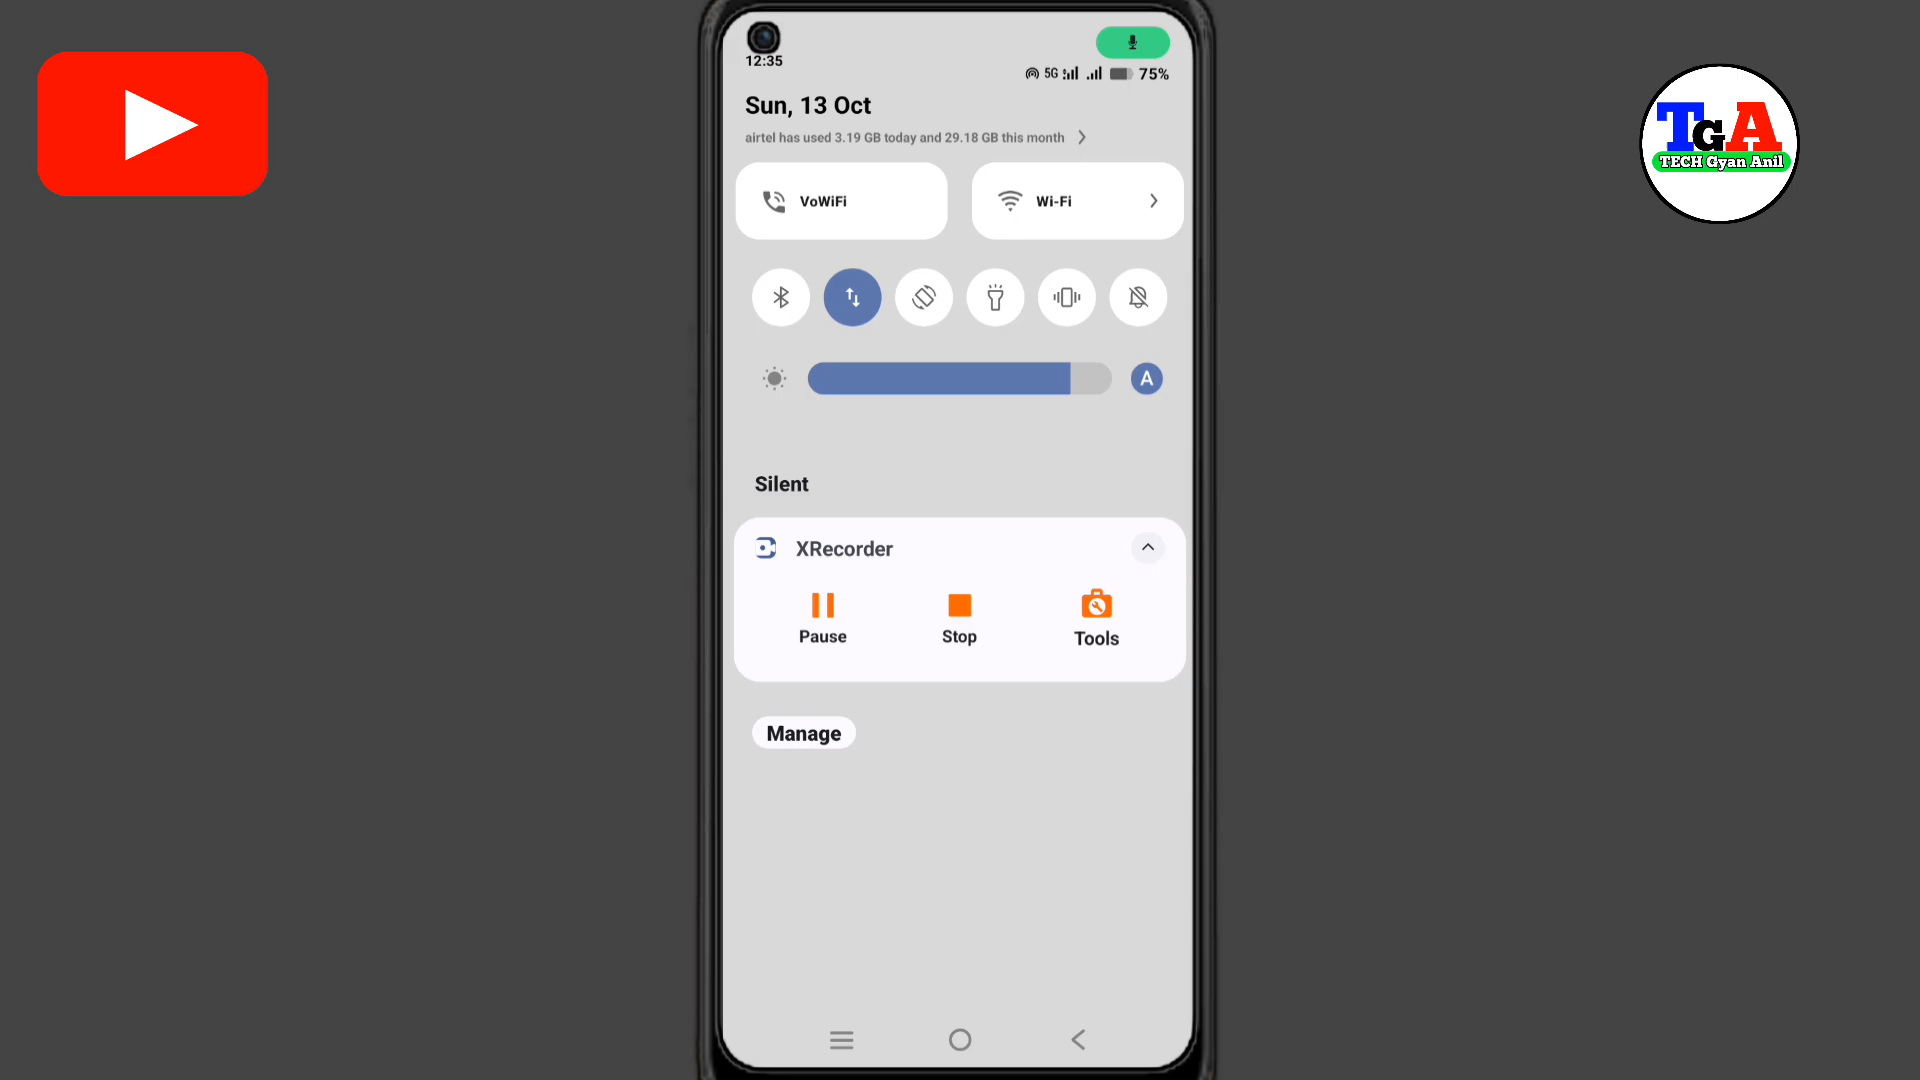 12:35
5G 75%
Sun, 13 Oct
airtel has used 3.19 GB today and 29.18 GB this month
VoWiFi
Wi-Fi
A
Silent
XRecorder
Pause
Stop
Tools
Manage
TGA
TECH Gyan Anil